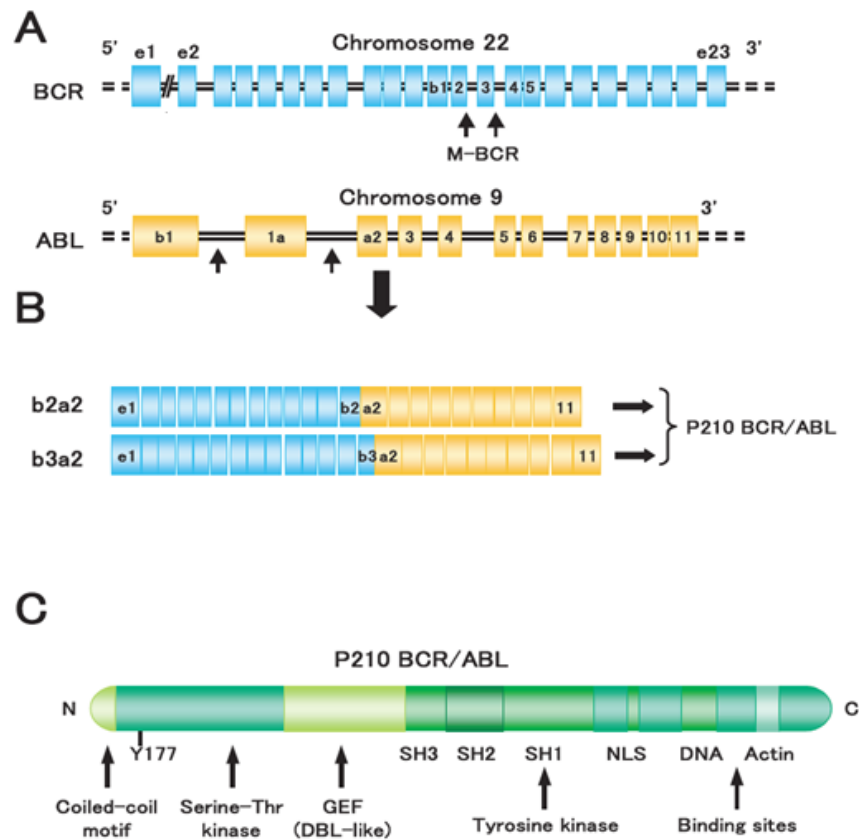 A
Chromosome 22
5’ e1 e2 e23 3’
BCR b1 2 3 4 5
M-BCR
Chromosome 9
5’ 3’
ABL b1 1a a2 3 4 5 6 7 8 9 10 11
B
b2a2 e1 b2 a2 11
P210 BCR/ABL
b3a2 e1 b3 a2 11
C
P210 BCR/ABL
N C
Y177 SH3 SH2 SH1 NLS DNA Actin
Coiled-coil motif
Serine-Thr kinase
GEF (DBL-like)
Tyrosine kinase
Binding sites